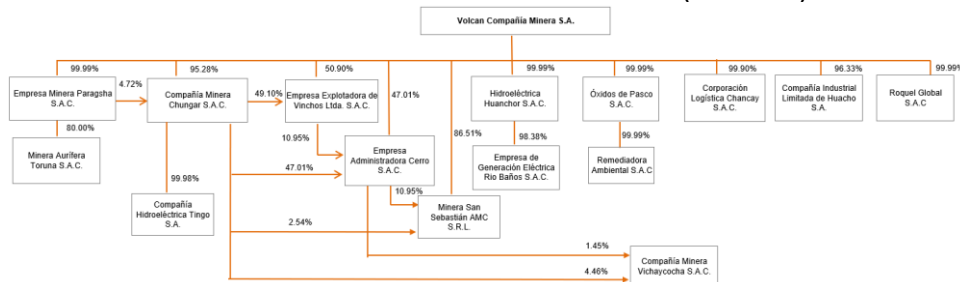 Volcan Compañía Minera S.A.
99.99%
95.28%
50.90%
47.01%
99.99%
99.99%
99.90%
96.33%
99.99%
Empresa Minera Paragsha
S.A.C.
4.72%
Compañía Minera
Chungar S.A.C.
49.10%
Empresa Explotadora de
Vinchos Ltda. S.A.C.
Hidroeléctrica
Huanchor S.A.C.
Óxidos de Pasco
S.A.C.
Corporación
Logística Chancay
S.A.C.
Compañía Industrial
Limitada de Huacho
S.A.
Roquel Global
S.A.C
80.00%
10.95%
86.51%
98.38%
99.99%
Minera Aurífera
Toruna S.A.C.
Empresa
Administradora Cerro
S.A.C.
Empresa de
Generación Eléctrica
Rio Baños S.A.C.
Remediadora
Ambiental S.A.C
99.98%
47.01%
10.95%
Compañía
Hidroeléctrica Tingo
S.A.
2.54%
Minera San
Sebastián AMC
S.R.L.
1.45%
4.46%
Compañía Minera
Vichaycocha S.A.C.